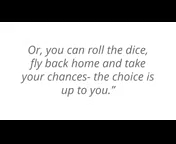 Or, you can roll the dice,
fly back home and take
your chances- the choice is
up to you.”